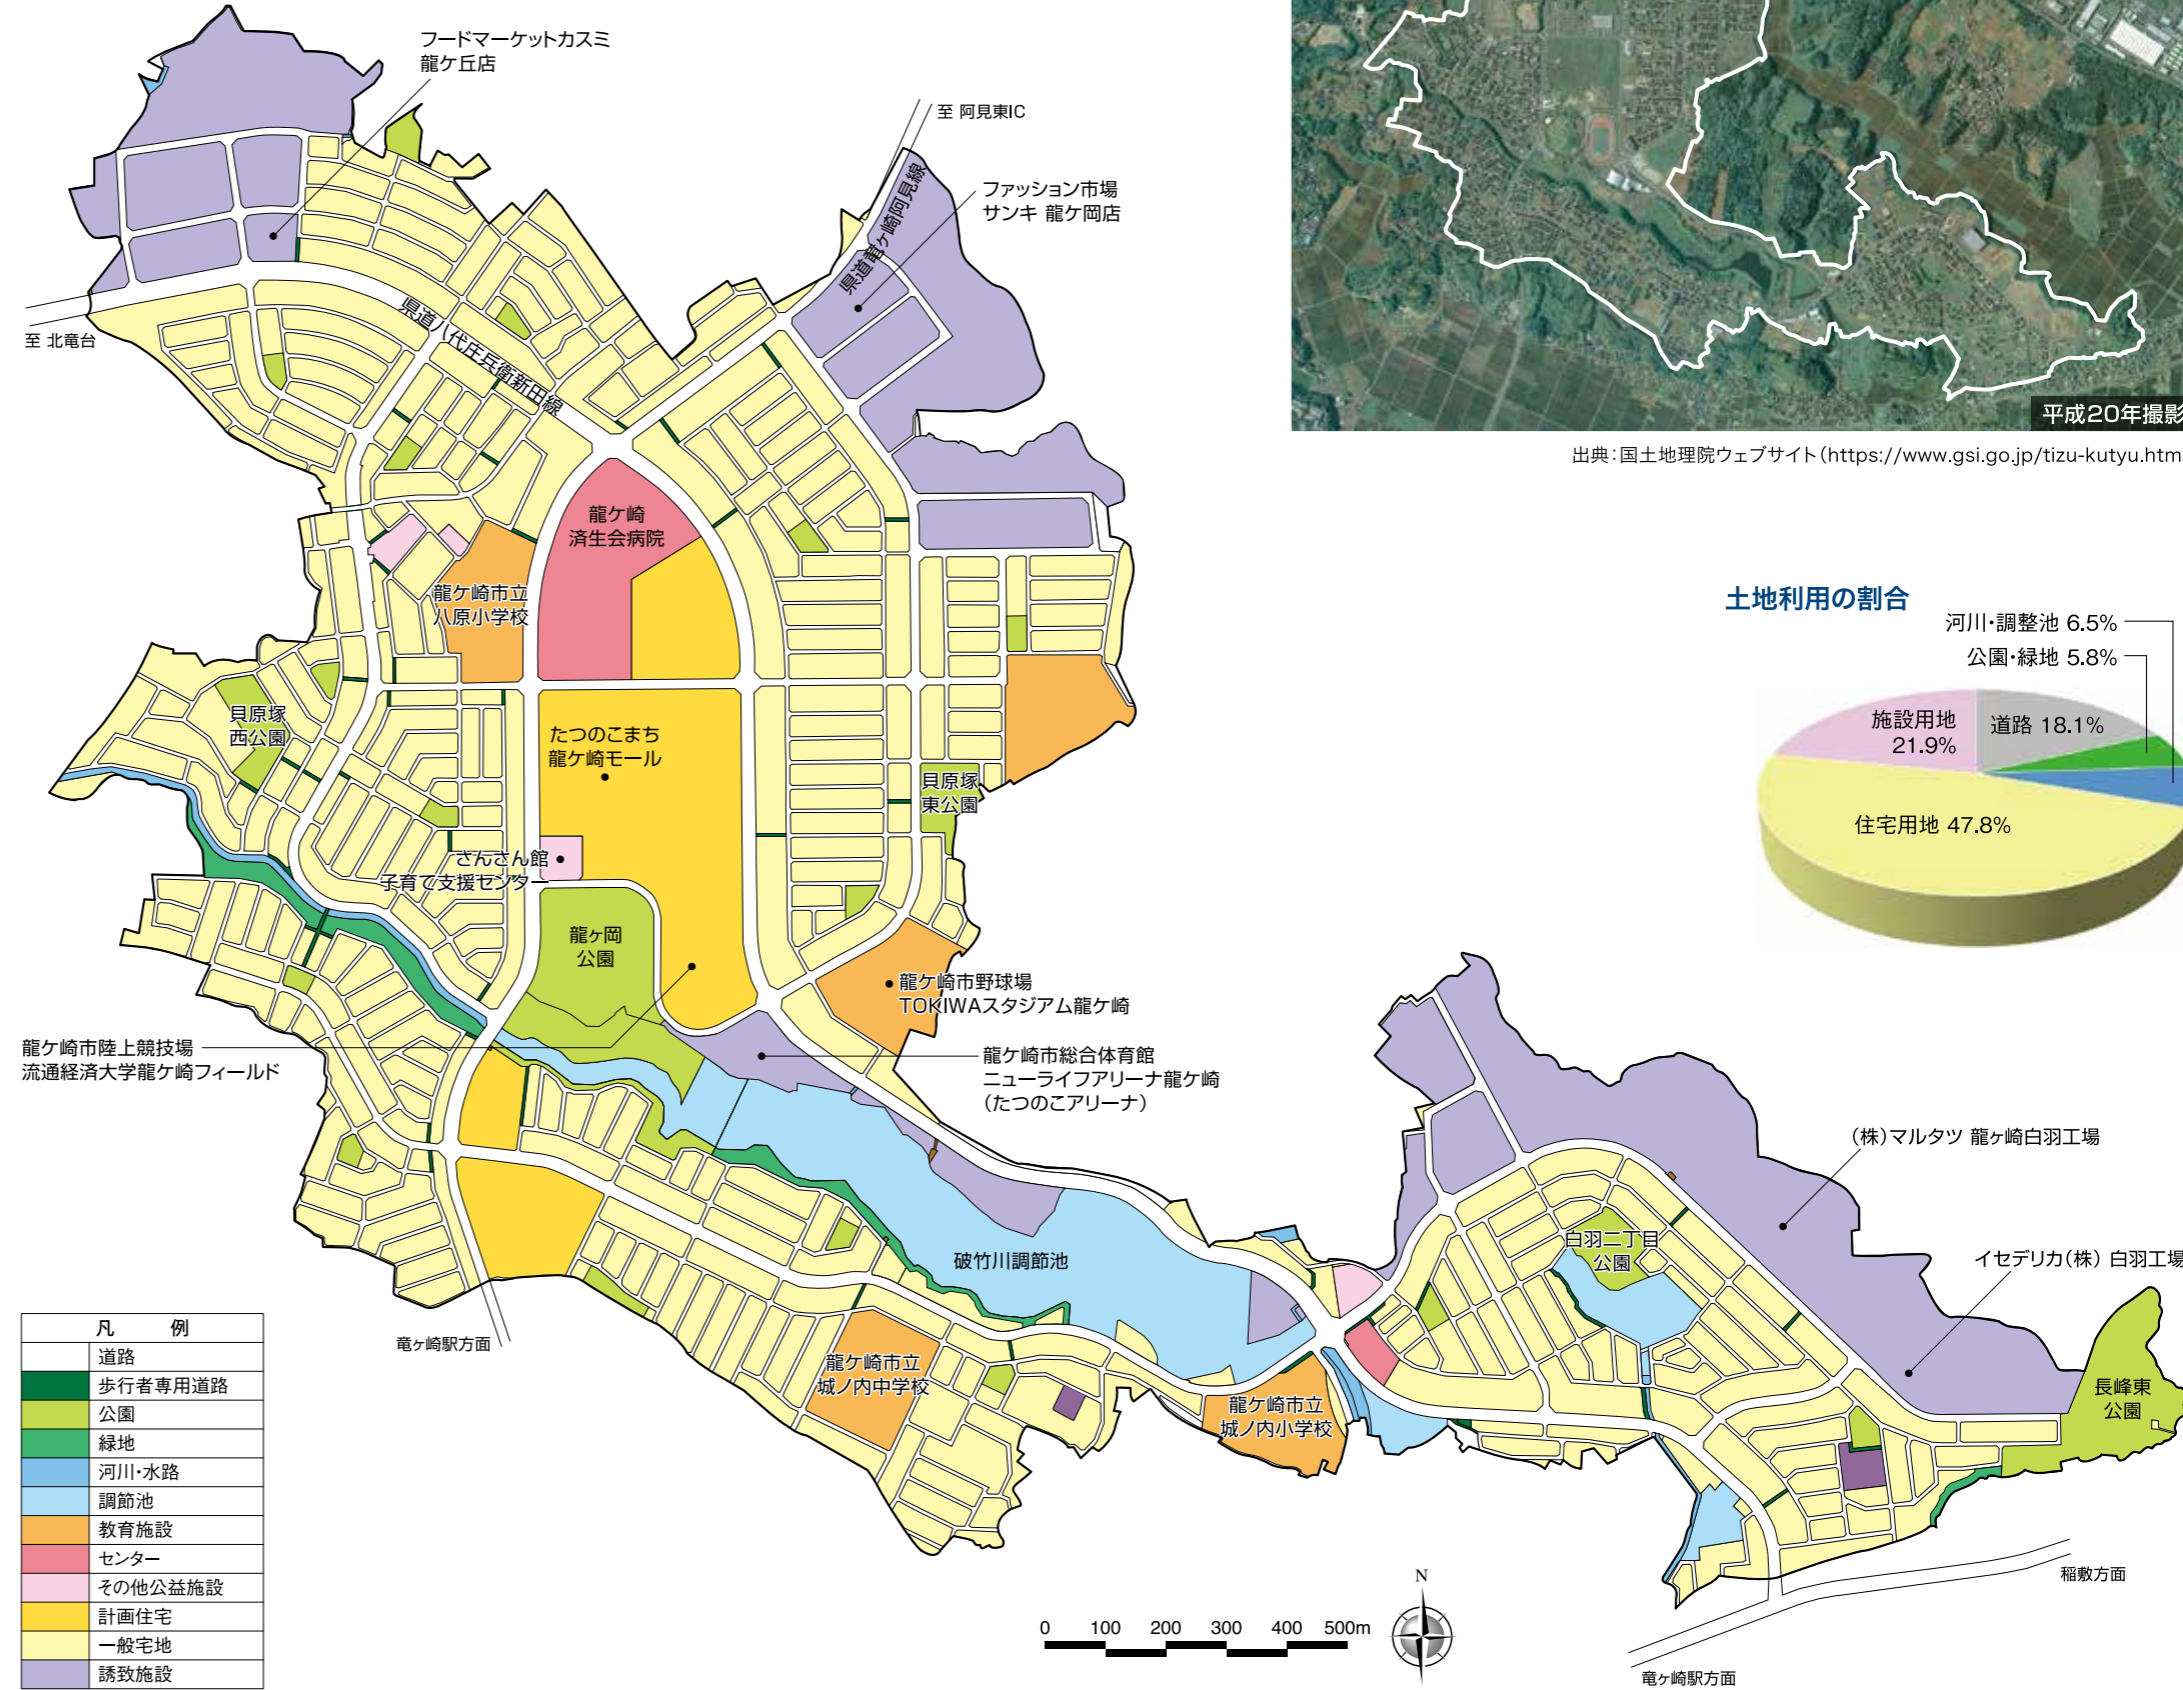 フードマーケットカスミ
龍ケ丘店
至 阿見東IC
県道龍ヶ崎阿見線
ファッション市場
サンキ 龍ケ岡店
至 北竜台
県道八代庄兵衛新田線
平成20年撮影
出典：国土地理院ウェブサイト（https://www.gsi.go.jp/tizu-kutyu.htm
龍ケ崎
済生会病院
龍ケ崎市立
八原小学校
土地利用の割合
河川・調整池 6.5%
公園・緑地 5.8%
施設用地
21.9%
道路 18.1%
住宅用地 47.8%
貝原塚
西公園
たつのこまち
龍ケ崎モール
貝原塚
東公園
さんさん館
子育て支援センター
龍ヶ岡
公園
龍ケ崎市野球場
TOKIWAスタジアム龍ケ崎
龍ケ崎市陸上競技場
流通経済大学龍ケ崎フィールド
龍ケ崎市総合体育館
ニューライフアリーナ龍ケ崎
（たつのこアリーナ）
（株）マルタツ 龍ヶ崎白羽工場
白羽二丁目
公園
イセデリカ（株） 白羽工場
破竹川調節池
竜ヶ崎駅方面
龍ケ崎市立
城ノ内中学校
龍ケ崎市立
城ノ内小学校
長峰東
公園
凡 例
道路
歩行者専用道路
公園
緑地
河川・水路
調節池
教育施設
センター
その他公益施設
計画住宅
一般宅地
誘致施設
0 100 200 300 400 500m
N
稲敷方面
竜ヶ崎駅方面